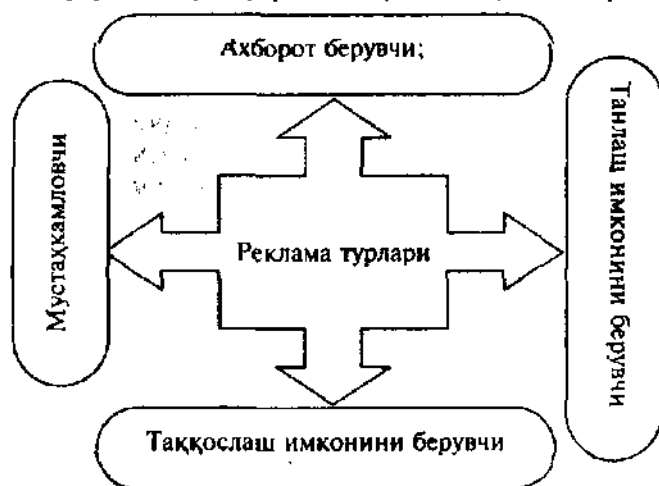 Ахборот берувчи;
Мустаҳкамловчи
Реклама турлари
Танлаш имконини берувчи
Таққослаш имконини берувчи